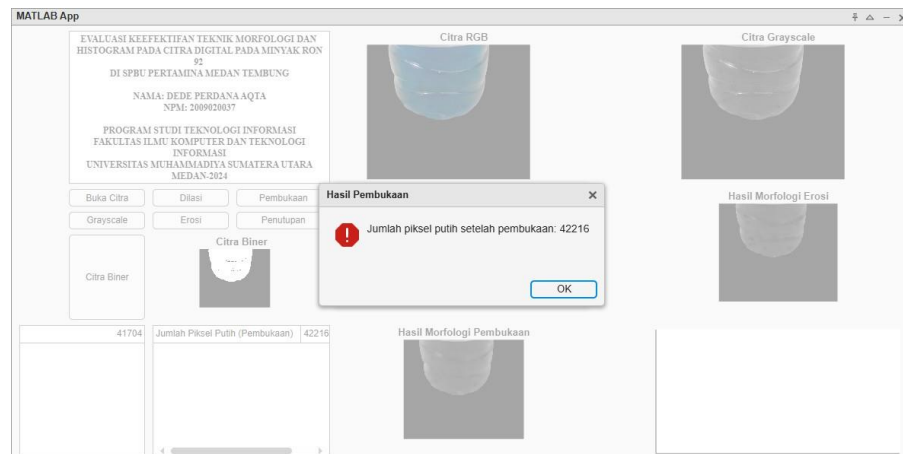 MATLAB App
EVALUASI KEEFEKTIFAN TEKNIK MORFOLOGI DAN
HISTOGRAM PADA CITRA DIGITAL PADA MINYAK RON
92
DI SPBU PERTAMINA MEDAN TEMBUNG
NAMA: DEDE PERDANA AQTA
NPM: 2009020037
PROGRAM STUDI TEKNOLOGI INFORMASI
FAKULTAS ILMU KOMPUTER DAN TEKNOLOGI
INFORMASI
UNIVERSITAS MUHAMMADIYA SUMATERA UTARA
MEDAN-2024
Citra RGB
Citra Grayscale
Buka Citra
Dilasi
Pembukaan
Grayscale
Erosi
Penutupan
Citra Biner
Citra Biner
Hasil Pembukaan
Jumlah piksel putih setelah pembukaan: 42216
OK
Hasil Morfologi Erosi
41704
Jumlah Piksel Putih (Pembukaan)
42216
Hasil Morfologi Pembukaan